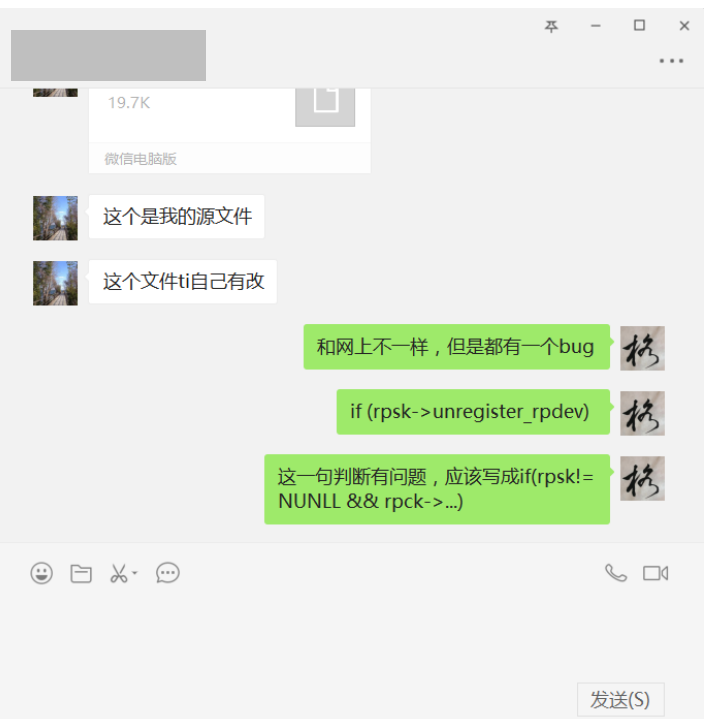 19.7K
微信电脑版
这个是我的源文件
这个文件ti自己有改
和网上不一样，但是都有一个bug
格
if (rpsk->unregister_rpdev)
格
这一句判断有问题，应该写成if(rpsk!=
NUNLL && rpck->...)
格
发送(S)